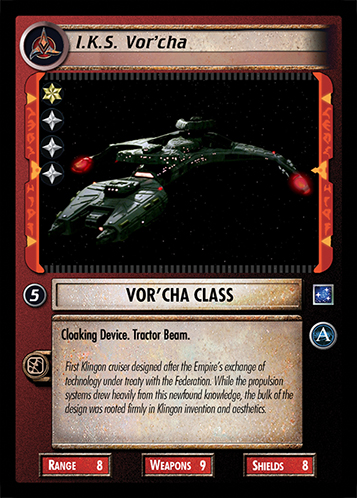 I.K.S. Vor'cha
5
VOR'CHA CLASS
Cloaking Device. Tractor Beam.
A
First Klingon cruiser designed after the Empire's exchange of
technology under treaty with the Federation. While the propulsion
systems drew heavily from this newfound knowledge, the bulk of the
design was rooted firmly in Klingon invention and aesthetics.
RANGE 8 WEAPONS 9 SHIELDS 8